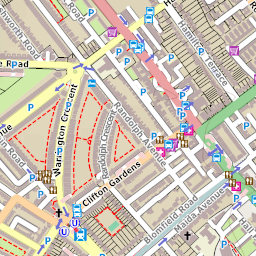 Hamilton Terrace
Road
e Road
Warrington Crescent
Randolph Crescent
Randolph Avenue
Clifton Gardens
Blomfield Road
Maida Avenue